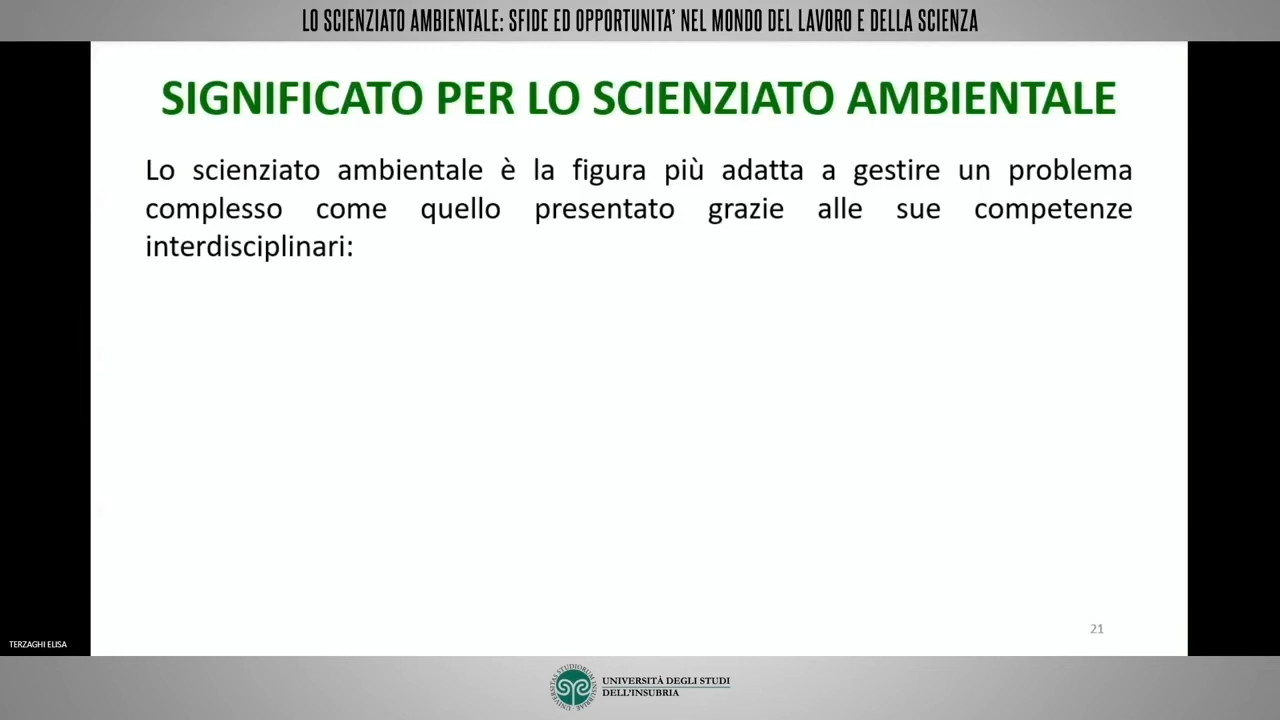 LO SCIENZIATO AMBIENTALE: SFIDE ED OPPORTUNITA' NEL MONDO DEL LAVORO E DELLA SCIENZA
SIGNIFICATO PER LO SCIENZIATO AMBIENTALE
Lo scienziato ambientale è la figura più adatta a gestire un problema
complesso come quello presentato grazie alle sue competenze
interdisciplinari:
21
TERZAGHI ELISA
UNIVERSITÀ DEGLI STUDI
DELL'INSUBRIA